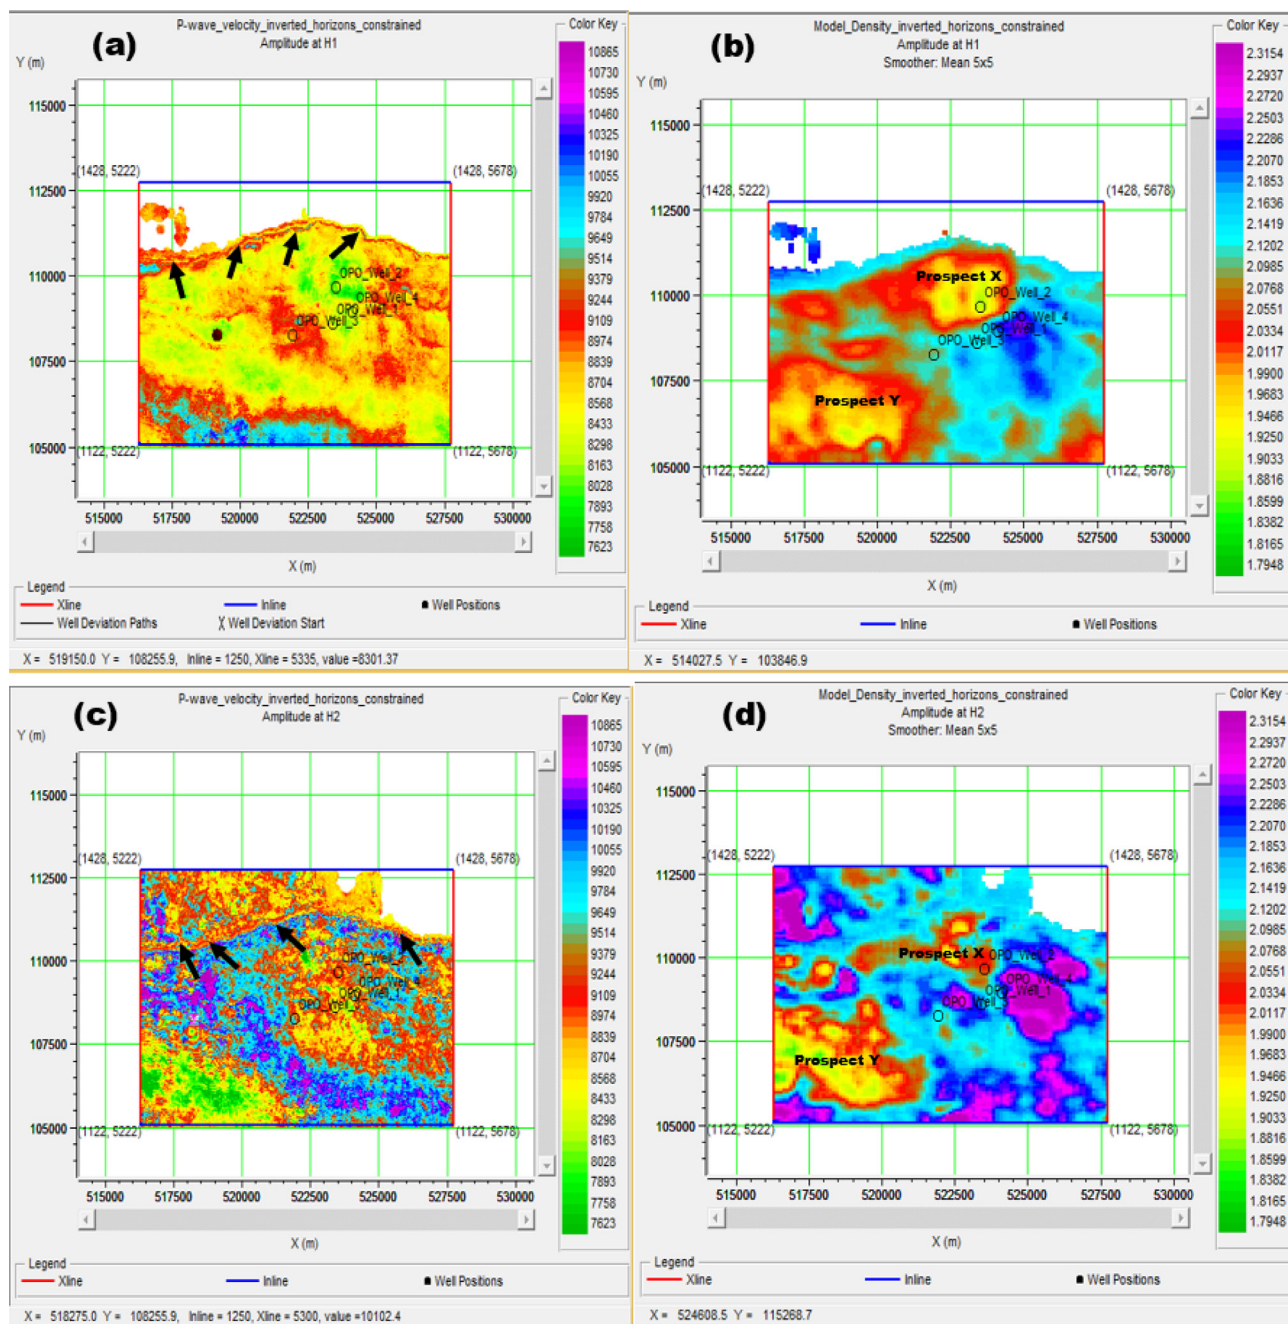 (a)
P-wave_velocity_inverted_horizons_constrained
Amplitude at H1
Y (m)
Color Key
115000
112500
110000
107500
105000
(1428, 5222)
(1428, 5678)
OPO_Well_2
OPO_Well_4
OPO_Well_1
OPO_Well_3
(1122, 5222)
(1122, 5678)
515000 517500 520000 522500 525000 527500 530000
X (m)
10865
10730
10595
10460
10325
10190
10055
9920
9784
9649
9514
9379
9244
9109
8974
8839
8704
8568
8433
8298
8163
8028
7893
7758
7623
Legend
Xline
Inline
Well Positions
Well Deviation Paths
Well Deviation Start
X = 519150.0 Y = 108255.9, Inline = 1250, Xline = 5335, value =8301.37
(b)
Model_Density_inverted_horizons_constrained
Amplitude at H1
Smoother: Mean 5x5
Y (m)
Color Key
115000
112500
110000
107500
105000
(1428, 5222)
(1428, 5678)
Prospect X
OPO_Well_2
OPO_Well_4
OPO_Well_1
OPO_Well_3
Prospect Y
(1122, 5222)
(1122, 5678)
515000 517500 520000 522500 525000 527500 530000
X (m)
2.3154
2.2937
2.2720
2.2503
2.2286
2.2070
2.1853
2.1636
2.1419
2.1202
2.0985
2.0768
2.0551
2.0334
2.0117
1.9900
1.9683
1.9466
1.9250
1.9033
1.8816
1.8599
1.8382
1.8165
1.7948
Legend
Xline
Inline
Well Positions
X = 514027.5 Y = 103846.9
(c)
P-wave_velocity_inverted_horizons_constrained
Amplitude at H2
Y (m)
Color Key
115000
112500
110000
107500
105000
(1428, 5222)
(1428, 5678)
OPO_Well_2
OPO_Well_4
OPO_Well_1
OPO_Well_3
(1122, 5222)
(1122, 5678)
515000 517500 520000 522500 525000 527500 530000
X (m)
10865
10730
10595
10460
10325
10190
10055
9920
9784
9649
9514
9379
9244
9109
8974
8839
8704
8568
8433
8298
8163
8028
7893
7758
7623
Legend
Xline
Inline
Well Positions
X = 518275.0 Y = 108255.9, Inline = 1250, Xline = 5300, value =10102.4
(d)
Model_Density_inverted_horizons_constrained
Amplitude at H2
Smoother: Mean 5x5
Y (m)
Color Key
115000
112500
110000
107500
105000
(1428, 5222)
(1428, 5678)
Prospect X
OPO_Well_2
OPO_Well_4
OPO_Well_1
OPO_Well_3
Prospect Y
(1122, 5222)
(1122, 5678)
515000 517500 520000 522500 525000 527500 530000
X (m)
2.3154
2.2937
2.2720
2.2503
2.2286
2.2070
2.1853
2.1636
2.1419
2.1202
2.0985
2.0768
2.0551
2.0334
2.0117
1.9900
1.9683
1.9466
1.9250
1.9033
1.8816
1.8599
1.8382
1.8165
1.7948
Legend
Xline
Inline
Well Positions
X = 524608.5 Y = 115268.7